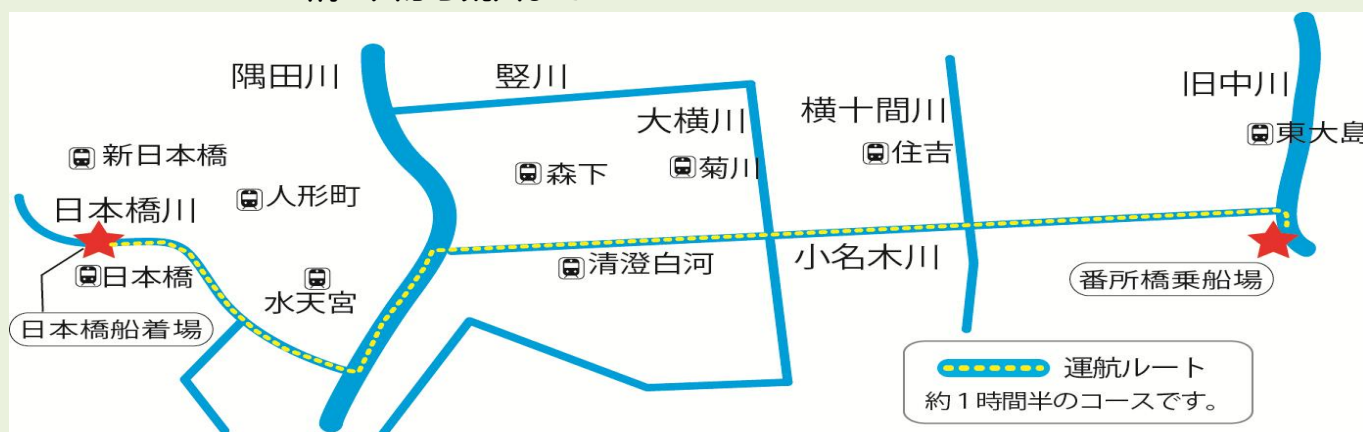 隅田川
竪川
旧中川
大横川
横十間川
東大島
新日本橋
住吉
菊川
森下
人形町
日本橋川
小名木川
清澄白河
日本橋
水天宮
番所橋乗船場
日本橋船着場
運航ルート
約1時間半のコースです。